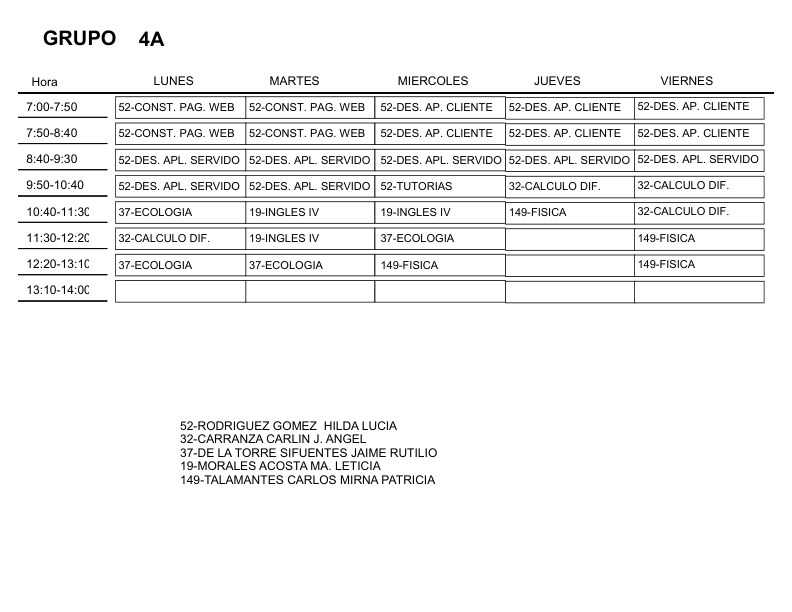 GRUPO 4A
Hora LUNES MARTES MIERCOLES JUEVES VIERNES
7:00-7:50 52-CONST. PAG. WEB 52-CONST. PAG. WEB 52-DES. AP. CLIENTE 52-DES. AP. CLIENTE 52-DES. AP. CLIENTE
7:50-8:40 52-CONST. PAG. WEB 52-CONST. PAG. WEB 52-DES. AP. CLIENTE 52-DES. AP. CLIENTE 52-DES. AP. CLIENTE
8:40-9:30 52-DES. APL. SERVIDO 52-DES. APL. SERVIDO 52-DES. APL. SERVIDO 52-DES. APL. SERVIDO 52-DES. APL. SERVIDO
9:50-10:40 52-DES. APL. SERVIDO 52-DES. APL. SERVIDO 52-TUTORIAS 32-CALCULO DIF. 32-CALCULO DIF.
10:40-11:30 37-ECOLOGIA 19-INGLES IV 19-INGLES IV 149-FISICA 32-CALCULO DIF.
11:30-12:20 32-CALCULO DIF. 19-INGLES IV 37-ECOLOGIA 149-FISICA
12:20-13:10 37-ECOLOGIA 37-ECOLOGIA 149-FISICA 149-FISICA
13:10-14:00
52-RODRIGUEZ GOMEZ HILDA LUCIA
32-CARRANZA CARLIN J. ANGEL
37-DE LA TORRE SIFUENTES JAIME RUTILIO
19-MORALES ACOSTA MA. LETICIA
149-TALAMANTES CARLOS MIRNA PATRICIA